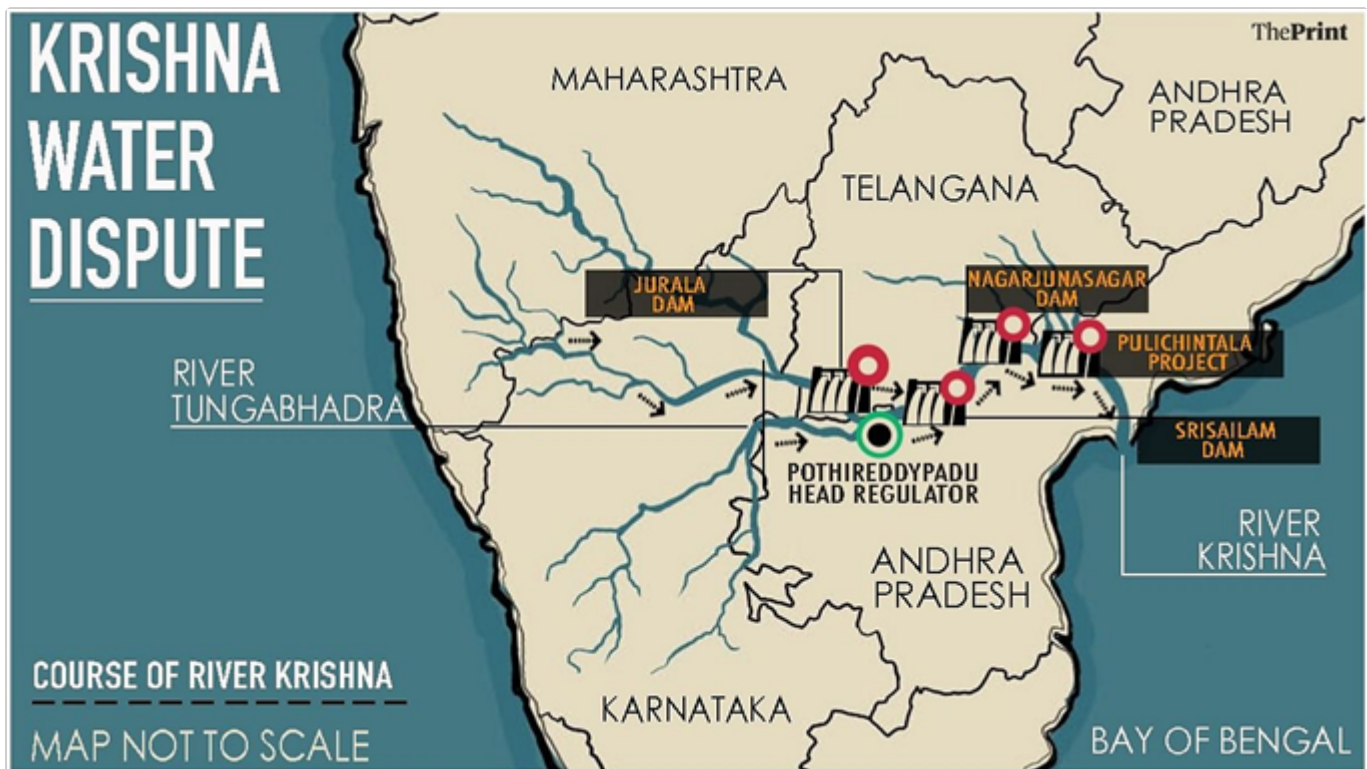 KRISHNA
WATER
DISPUTE
ThePrint
MAHARASHTRA
ANDHRA
PRADESH
TELANGANA
JURALA
DAM
NAGARJUNASAGAR
DAM
PULICHINTALA
PROJECT
RIVER
TUNGABHADRA
SRISAILAM
DAM
POTHIREDDYPADU
HEAD REGULATOR
RIVER
KRISHNA
ANDHRA
PRADESH
COURSE OF RIVER KRISHNA
KARNATAKA
MAP NOT TO SCALE
BAY OF BENGAL